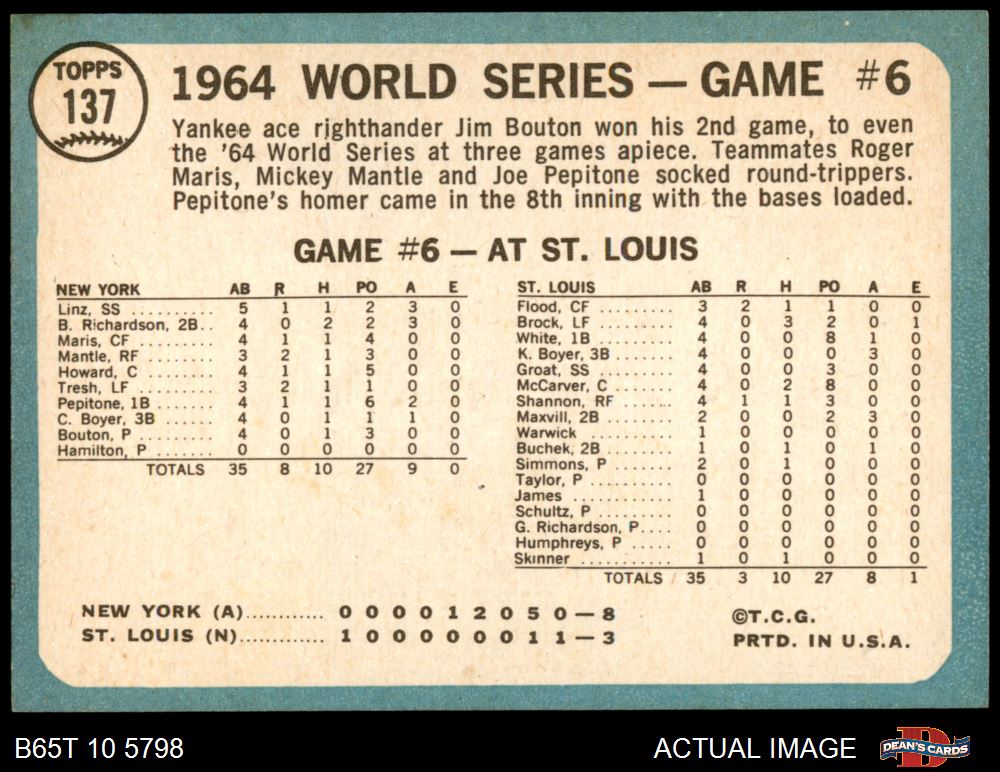 TOPPS
137
1964 WORLD SERIES — GAME #6
Yankee ace righthander Jim Bouton won his 2nd game, to even
the '64 World Series at three games apiece. Teammates Roger
Maris, Mickey Mantle and Joe Pepitone socked round-trippers.
Pepitone's homer came in the 8th inning with the bases loaded.
GAME #6 — AT ST. LOUIS
NEW YORK AB R H PO A E
Linz, SS .......... 5 1 1 2 3 0
B. Richardson, 2B.. 4 0 2 2 3 0
Maris, CF ........ 4 1 1 4 0 0
Mantle, RF ....... 3 2 1 3 0 0
Howard, C ....... 4 1 1 5 0 0
Tresh, LF ........ 3 2 1 1 0 0
Pepitone, 1B ...... 4 1 1 6 2 0
C. Boyer, 3B ...... 4 0 1 1 1 0
Bouton, P ........ 4 0 1 3 0 0
Hamilton, P ...... 0 0 0 0 0 0
TOTALS 35 8 10 27 9 0
ST. LOUIS AB R H PO A E
Flood, CF ......... 3 2 1 1 0 0
Brock, LF ......... 4 0 3 2 0 1
White, 1B ......... 4 0 0 8 1 0
K. Boyer, 3B ....... 4 0 0 0 3 0
Groat, SS ......... 4 0 0 3 0 0
McCarver, C ....... 4 0 2 8 0 0
Shannon, RF ...... 4 1 1 3 0 0
Maxvill, 2B ........ 2 0 0 2 3 0
Warwick .......... 1 0 0 0 0 0
Buchek, 2B ........ 1 0 1 0 1 0
Simmons, P ....... 2 0 1 0 0 0
Taylor, P .......... 0 0 0 0 0 0
James ............ 1 0 0 0 0 0
Schultz, P ......... 0 0 0 0 0 0
G. Richardson, P.... 0 0 0 0 0 0
Humphreys, P ..... 0 0 0 0 0 0
Skinner ........... 1 0 1 0 0 0
TOTALS 35 3 10 27 8 1
NEW YORK (A)............ 0 0 0 0 1 2 0 5 0 — 8
ST. LOUIS (N)............. 1 0 0 0 0 0 0 1 1 — 3
©T.C.G.
PRTD. IN U.S.A.
B65T 10 5798
ACTUAL IMAGE
DEAN'S CARDS